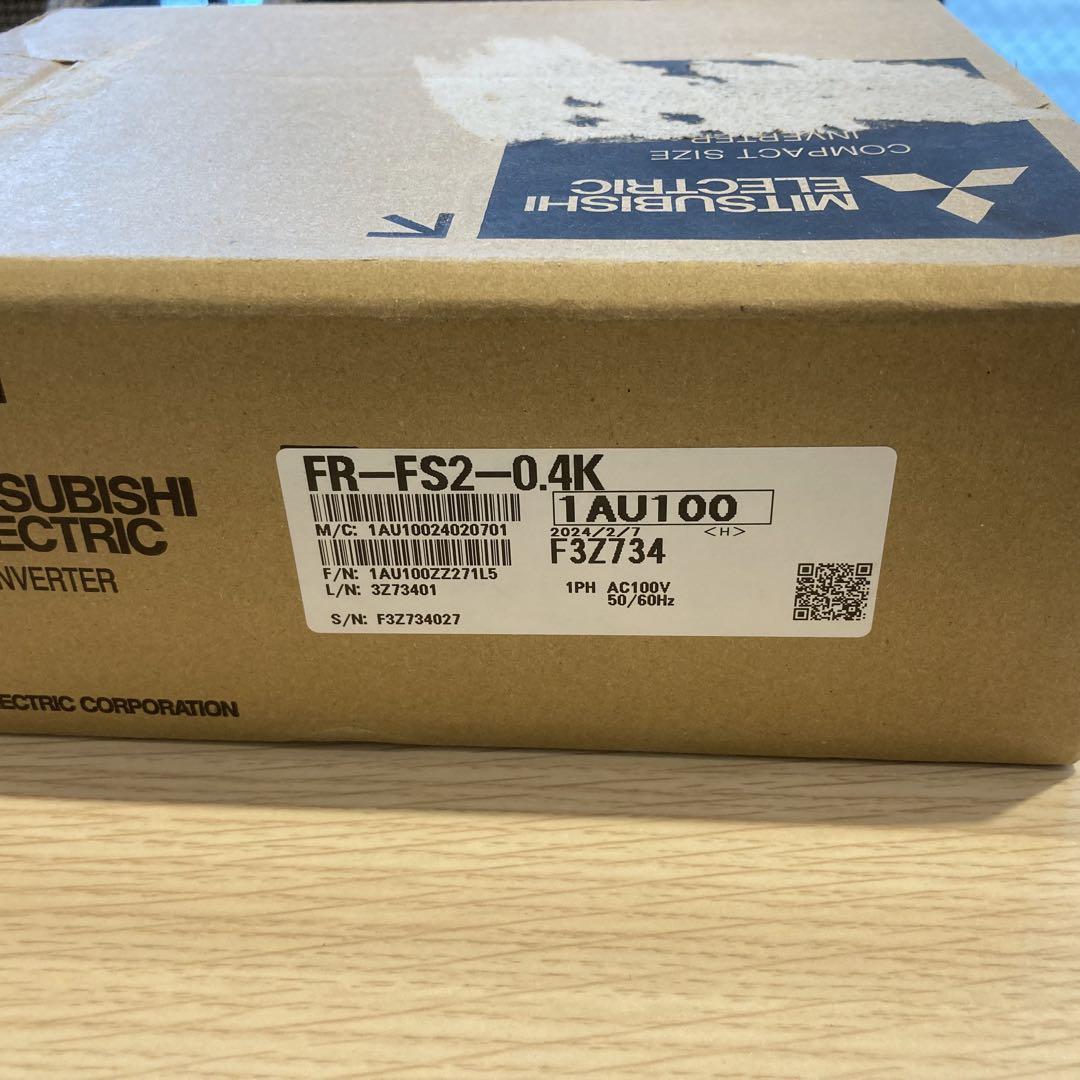 COMPACT SIZE
INVERTER
MITSUBISHI
ELECTRIC
SUBISHI
ECTRIC
NVERTER
ECTRIC CORPORATION
FR-FS2-0.4K
1AU100
M/C: 1AU10024020701
2024/2/7 <H>
F3Z734
F/N: 1AU100ZZ271L5
L/N: 3Z73401
1PH AC100V
50/60Hz
S/N: F3Z734027